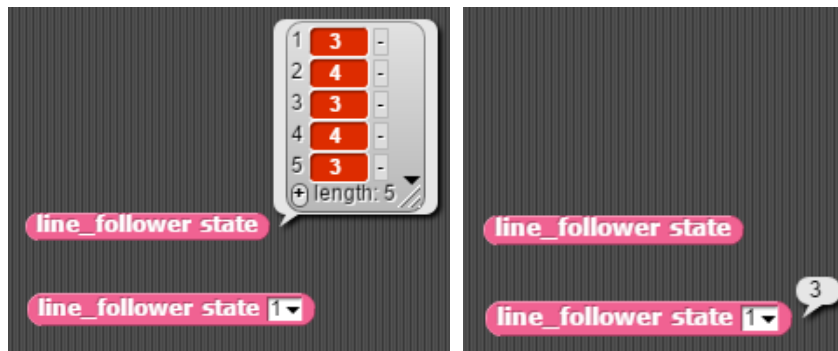 1 3 -
2 4 -
3 3 -
4 4 -
5 3 -
+ length: 5
line_follower state
line_follower state 1
line_follower state
3
line_follower state 1